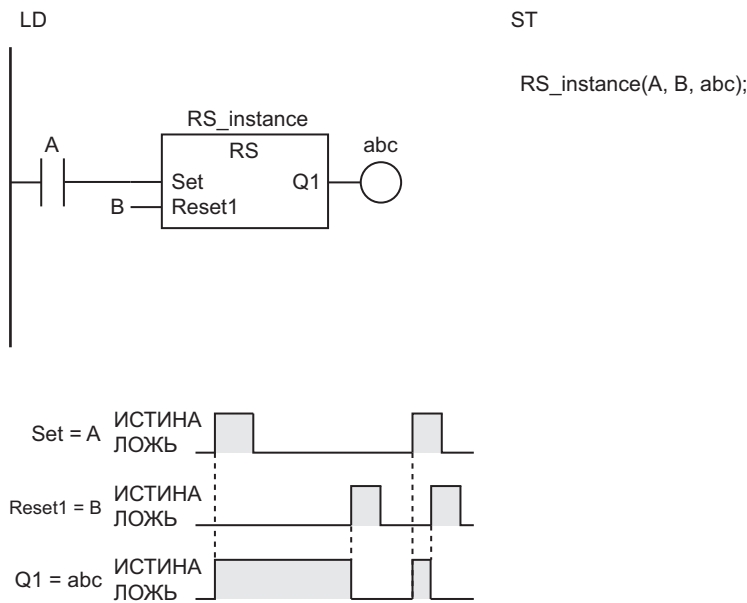 LD
ST
RS_instance(A, B, abc);
RS_instance
A
RS
abc
Set
Q1
B
Reset1
Set = A
ИСТИНА
ЛОЖЬ
Reset1 = B
ИСТИНА
ЛОЖЬ
Q1 = abc
ИСТИНА
ЛОЖЬ